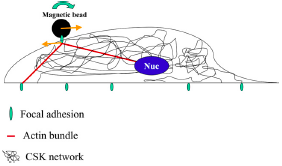 Magnetic bead
Nuc
Focal adhesion
Actin bundle
CSK network